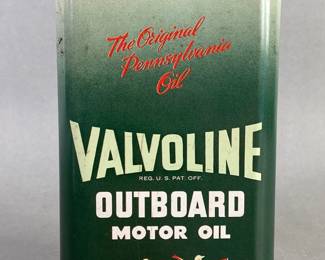 The Original
Pennsylvania
Oil
VALVOLINE
REG. U.S. PAT. OFF.
OUTBOARD
MOTOR OIL